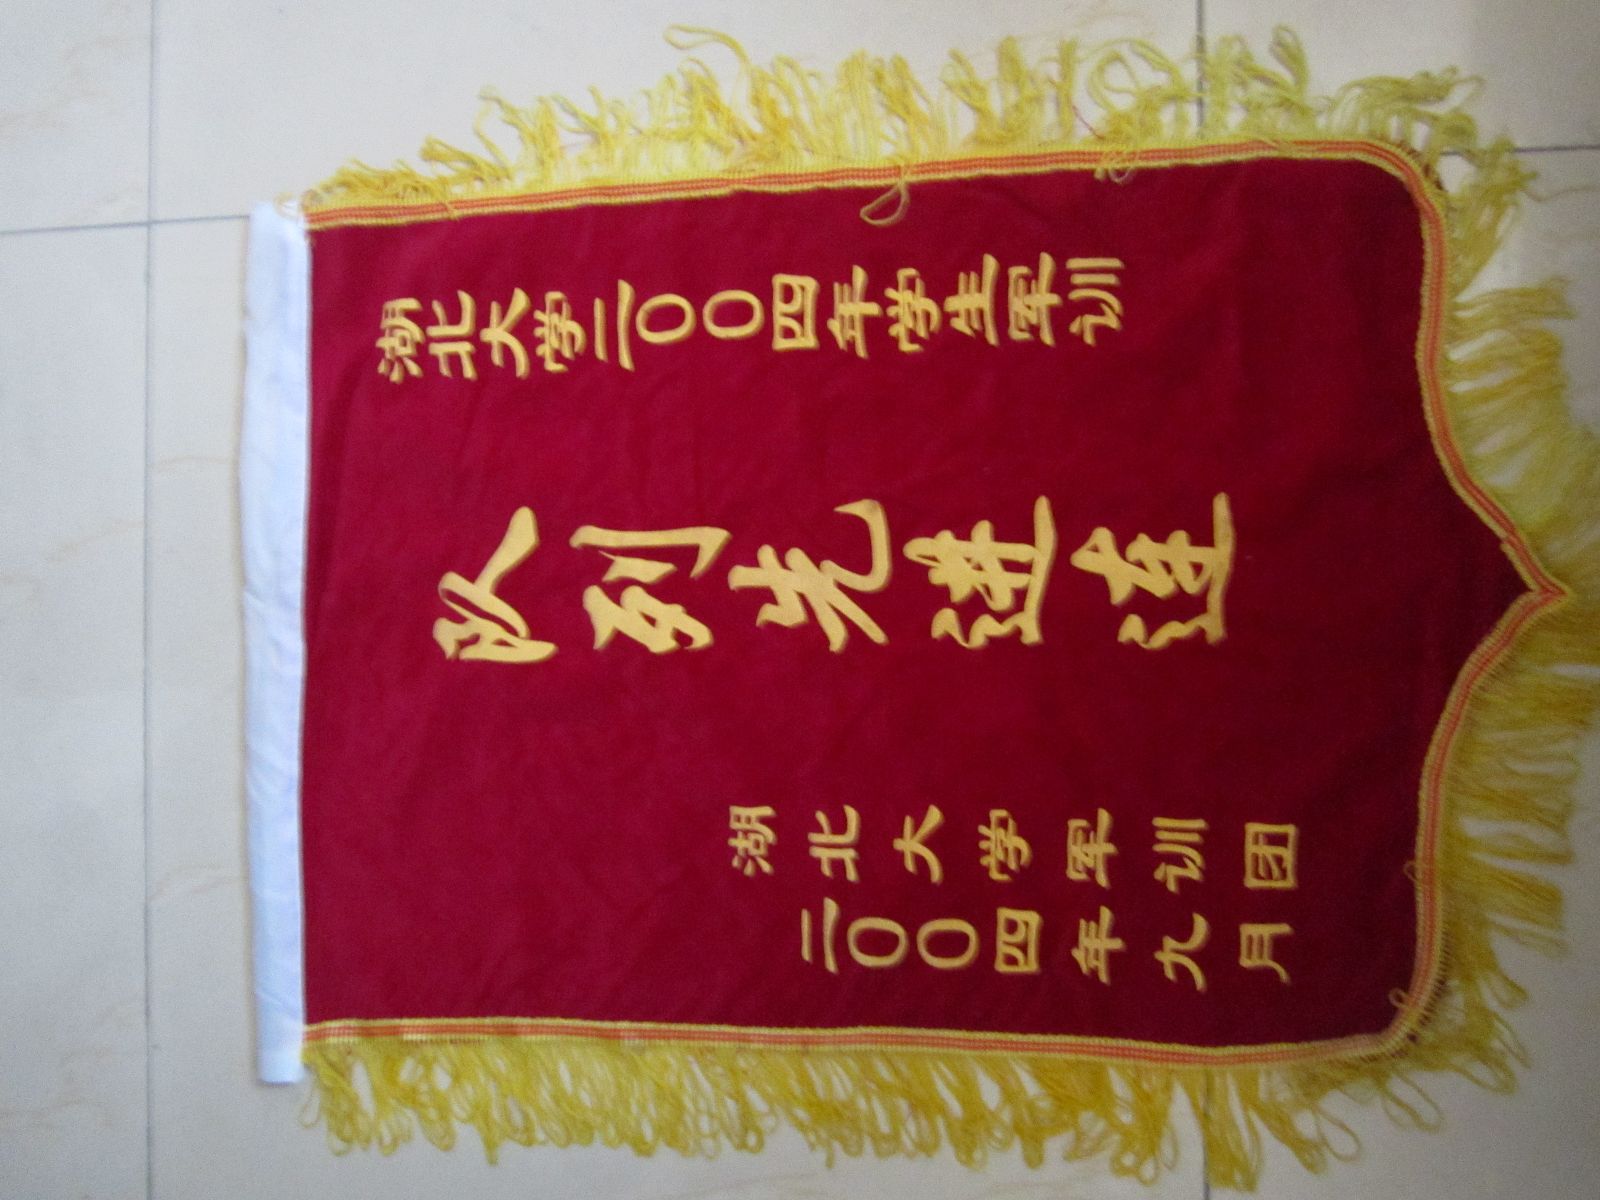 湖北大学二〇〇四年学生军训
队列先进连
湖北大学军训团
二〇〇四年九月